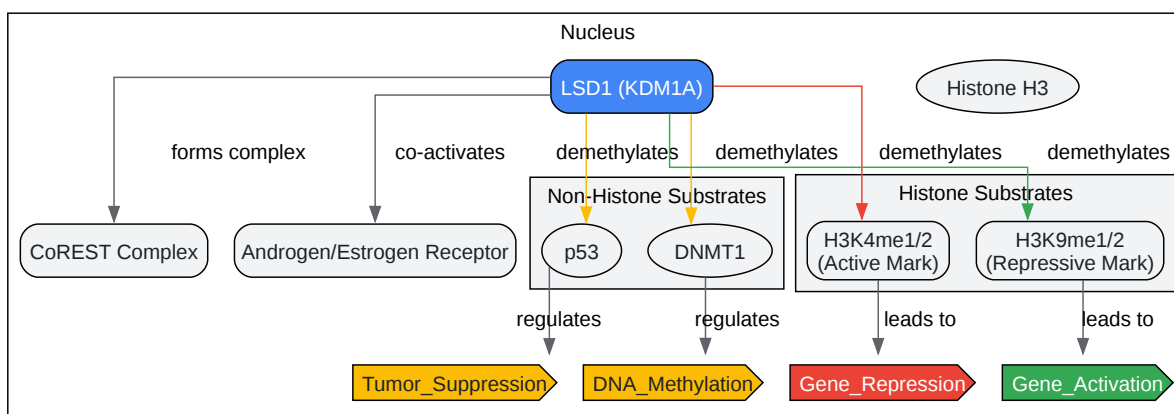 Nucleus
LSD1 (KDM1A)
Histone H3
forms complex
co-activates
demethylates
demethylates
demethylates
demethylates
Non-Histone Substrates
Histone Substrates
CoREST Complex
Androgen/Estrogen Receptor
p53
DNMT1
H3K4me1/2
(Active Mark)
H3K9me1/2
(Repressive Mark)
regulates
regulates
leads to
leads to
Tumor_Suppression
DNA_Methylation
Gene_Repression
Gene_Activation